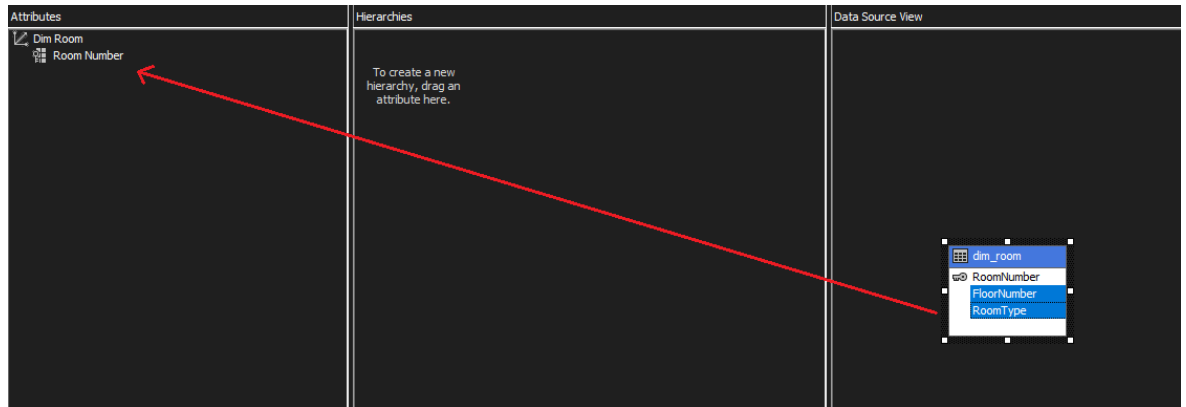 Attributes
Dim Room
Room Number
Hierarchies
To create a new
hierarchy, drag an
attribute here.
Data Source View
dim_room
RoomNumber
FloorNumber
RoomType